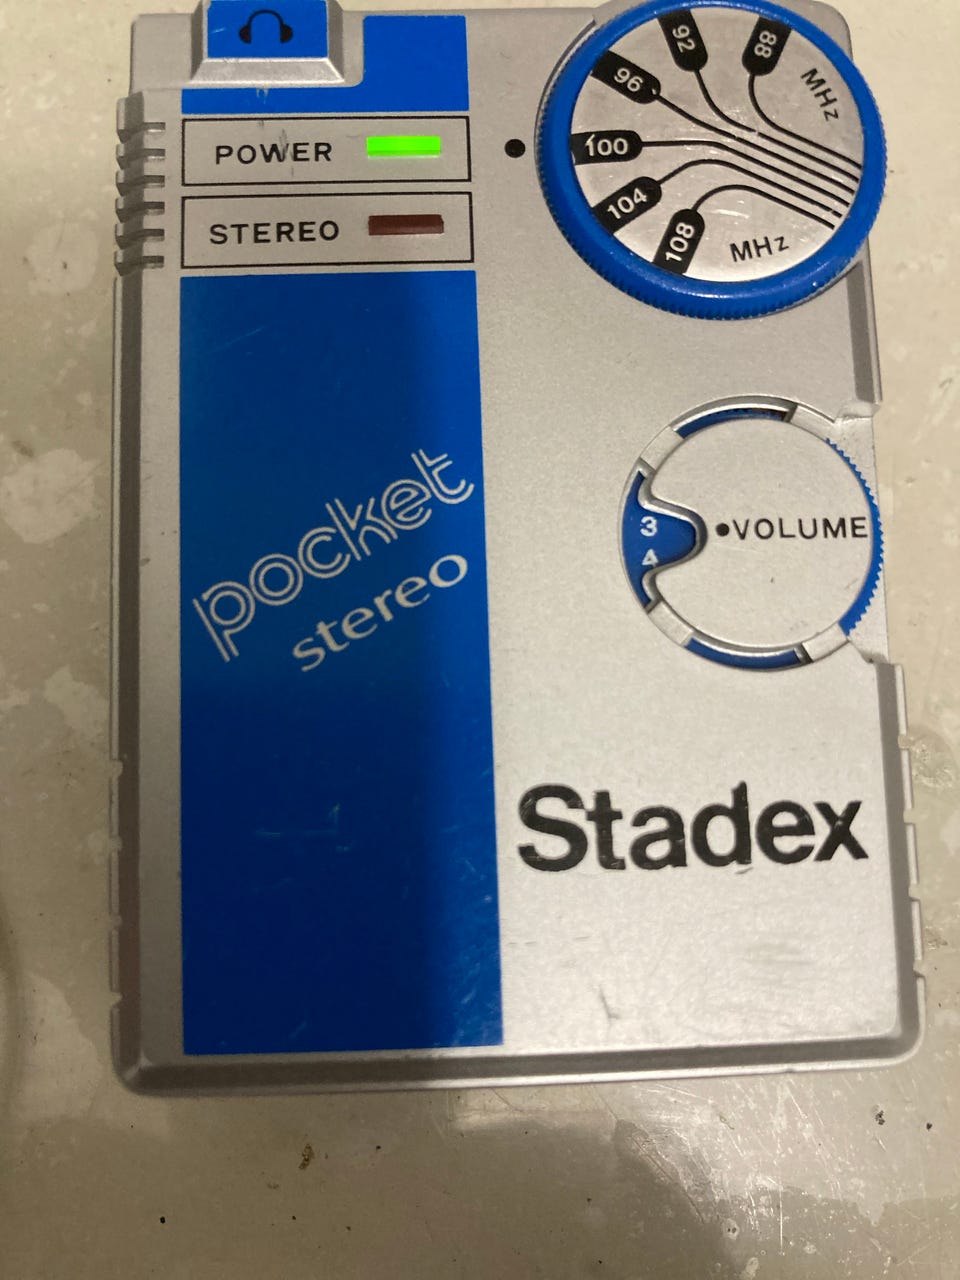 POWER
STEREO
88
92
96
100
104
108
MHz
MHz
3
4
VOLUME
pocket
stereo
Stadex